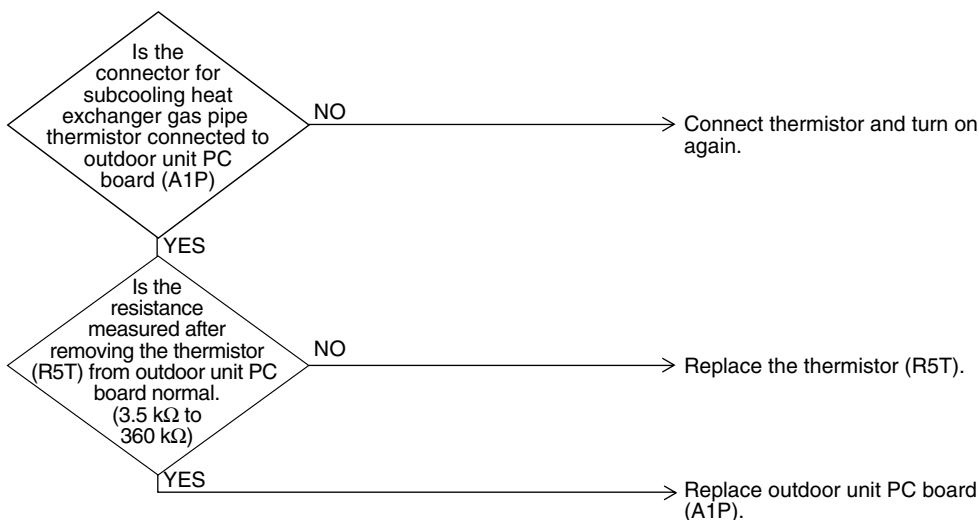 Is the
connector for
subcooling heat
exchanger gas pipe
thermistor connected to
outdoor unit PC
board (A1P)
NO
Connect thermistor and turn on
again.
YES
Is the
resistance
measured after
removing the thermistor
(R5T) from outdoor unit PC
board normal.
(3.5 kΩ to
360 kΩ)
NO
Replace the thermistor (R5T).
YES
Replace outdoor unit PC board
(A1P).